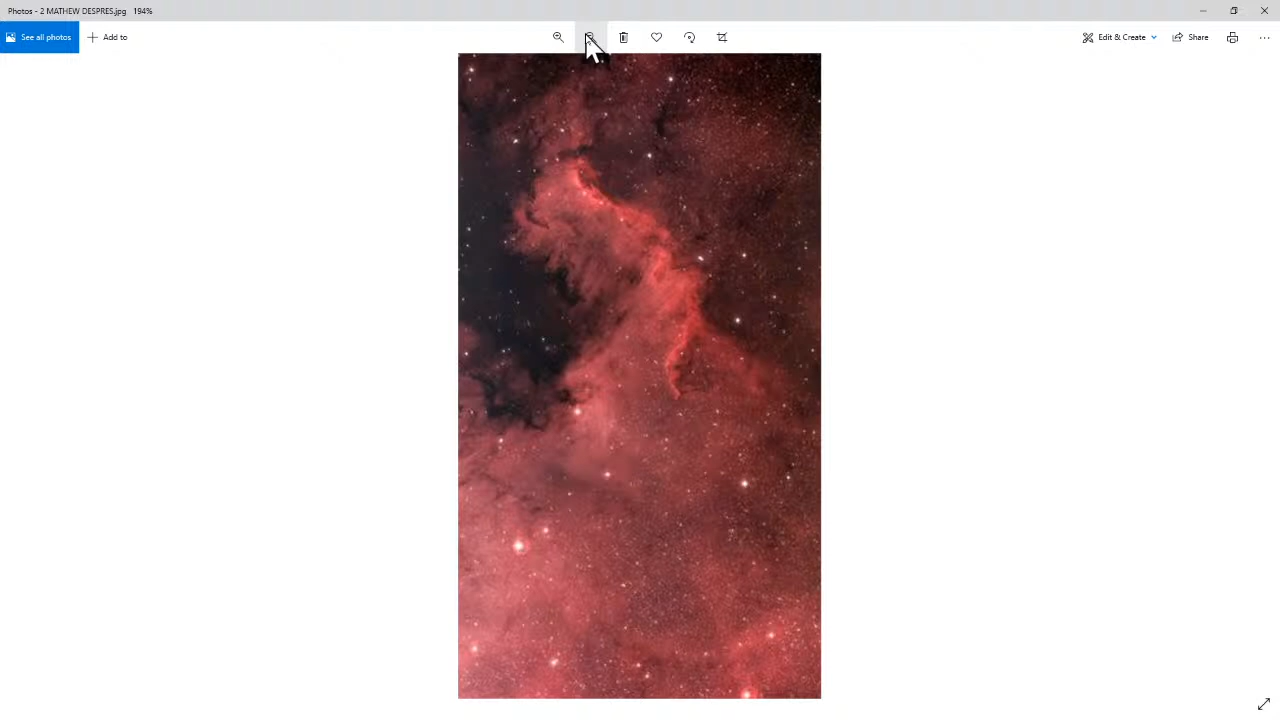 Photos - 2 MATHEW DESPRES.jpg 194%
See all photos
Add to
Edit & Create
Share